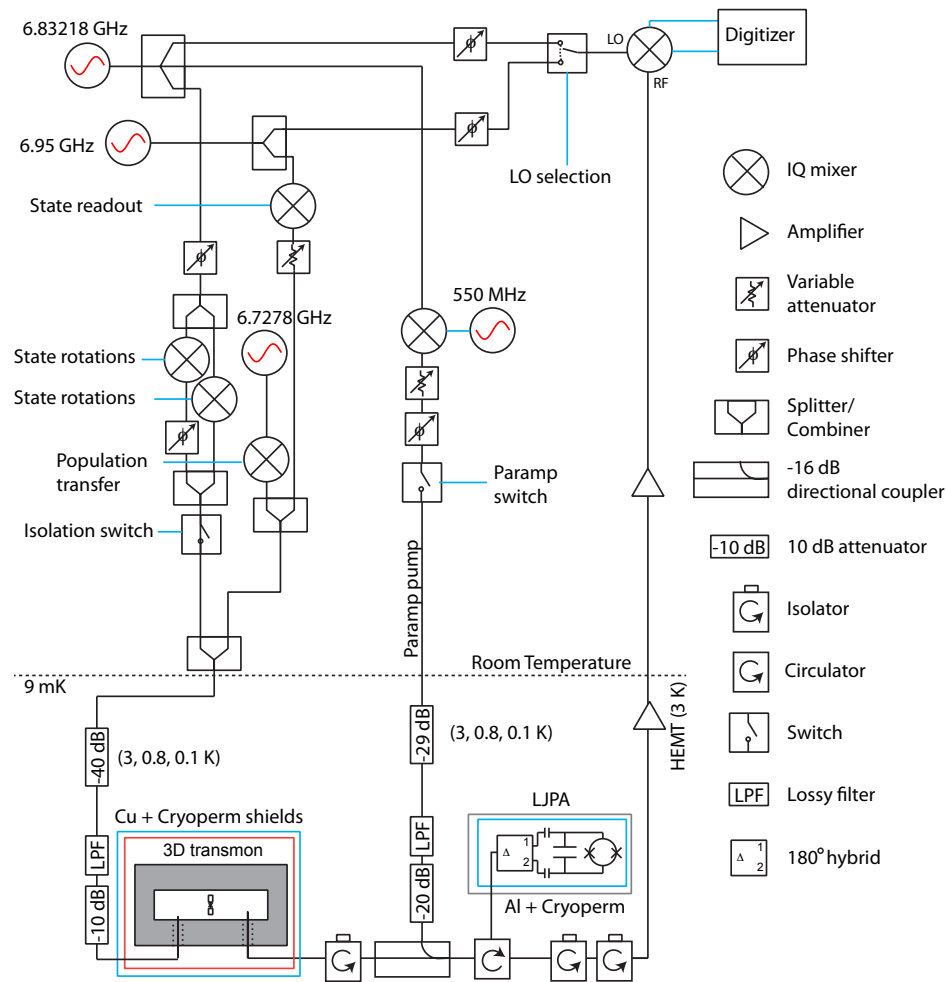 6.83218 GHz
LO
RF
Digitizer
6.95 GHz
ϕ
ϕ
LO selection
State readout
ϕ
6.7278 GHz
550 MHz
State rotations
State rotations
ϕ
ϕ
Population
transfer
Paramp
switch
Isolation switch
Paramp pump
Room Temperature
9 mK
-40 dB
(3, 0.8, 0.1 K)
-29 dB
(3, 0.8, 0.1 K)
HEMT (3 K)
LJPA
Cu + Cryoperm shields
3D transmon
LPF
LPF
Δ
1
2
-10 dB
-20 dB
Al + Cryoperm
IQ mixer
Amplifier
Variable
attenuator
ϕ
Phase shifter
Splitter/
Combiner
-16 dB
directional coupler
-10 dB
10 dB attenuator
Isolator
Circulator
Switch
LPF
Lossy filter
Δ
1
2
180° hybrid